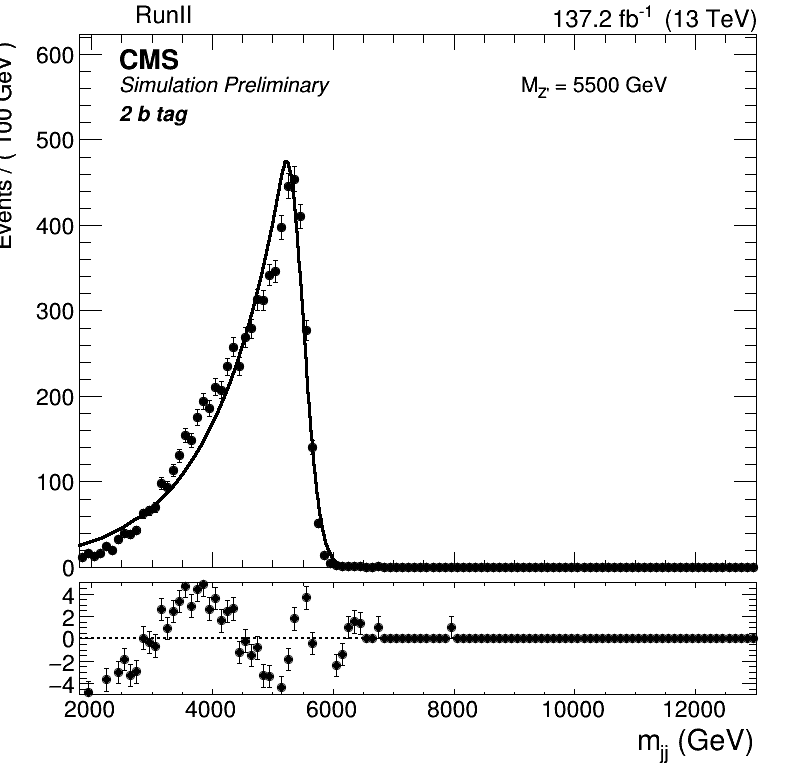 RunII 137.2 fb-1 (13 TeV)
CMS
Simulation Preliminary
2 b tag
MZ' = 5500 GeV
Events / ( 100 GeV )
600
500
400
300
200
100
0
4
2
0
−2
−4
2000 4000 6000 8000 10000 12000
mjj (GeV)